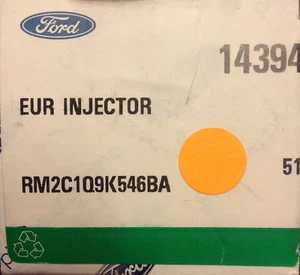 Ford
14394
EUR INJECTOR
51
RM2C1Q9K546BA